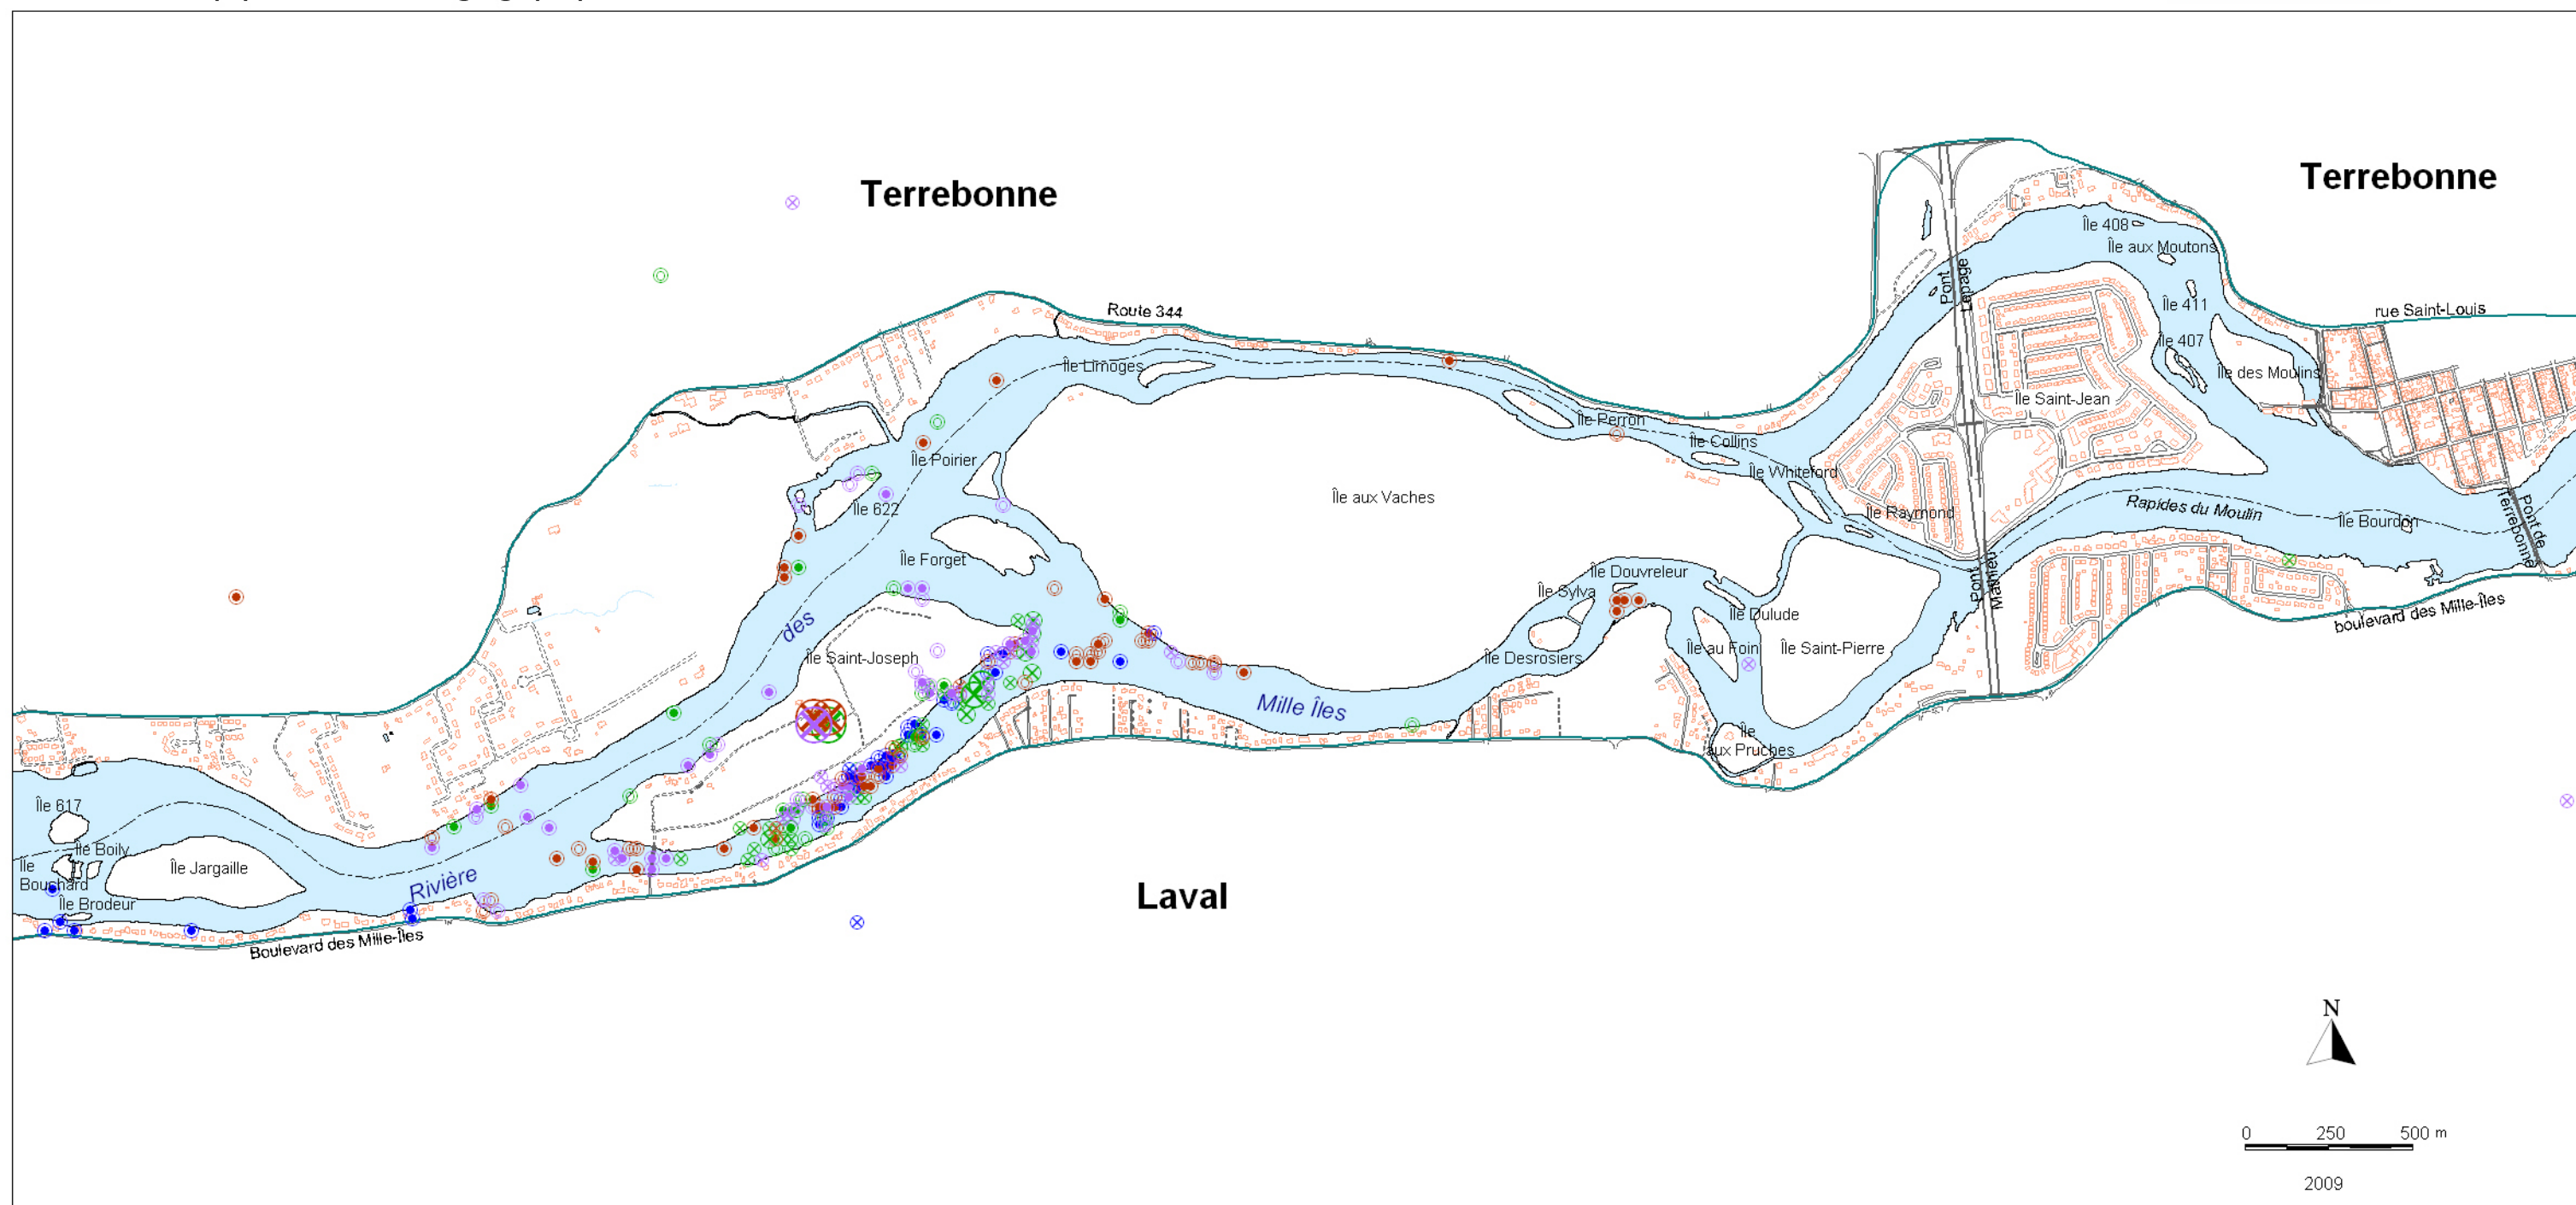 Terrebonne
Terrebonne
Île 408
Île aux Moutons
Pont
Lepage
Île 411
Route 344
rue Saint-Louis
Île 407
Île Limoges
Île des Moulins
Île Saint-Jean
Île Perron
Île Collins
Île Poirier
Île Whiteford
Île aux Vaches
Île 622
Île Raymond
Rapides du Moulin
Île Bourdon
Pont de
Terrebonne
Île Forget
Île Douvreleur
Île Sylva
Pont
Mathieu
boulevard des Mille-Îles
Île Dulude
des
Île Saint-Joseph
Île Desrosiers
Île au Foin
Île Saint-Pierre
Mille Îles
Île
aux Pruches
Île 617
Île Boily
Île
Bouchard
Île Jargaille
Rivière
Île Brodeur
Laval
Boulevard des Mille-Îles
N
0 250 500 m
2009